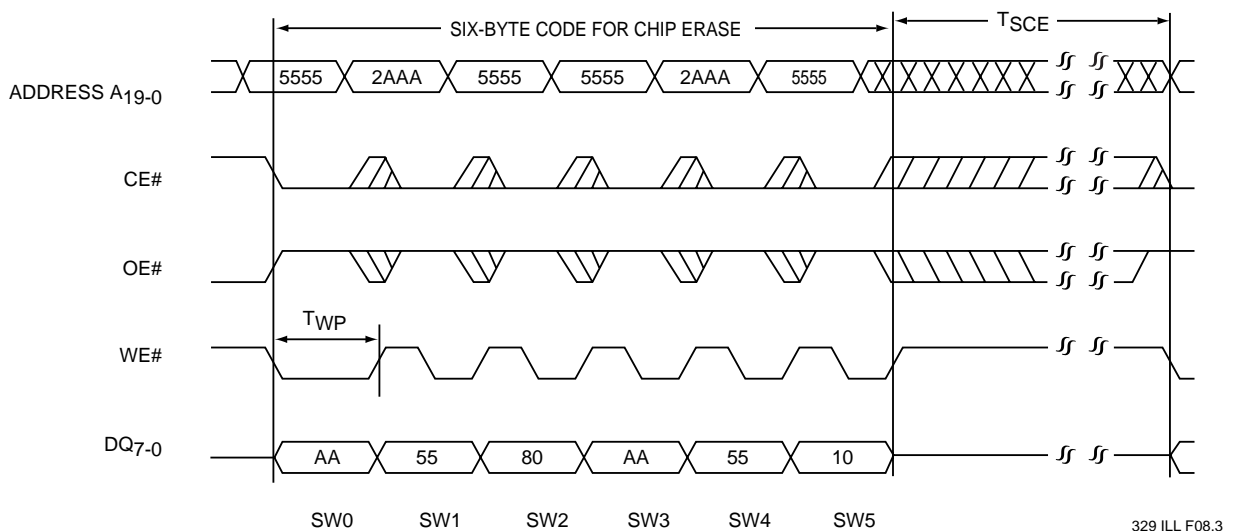 SIX-BYTE CODE FOR CHIP ERASE
TSCE
ADDRESS A19-0
5555 2AAA 5555 5555 2AAA 5555
CE#
OE#
TWP
WE#
DQ7-0
AA 55 80 AA 55 10
SW0 SW1 SW2 SW3 SW4 SW5
329 ILL F08.3